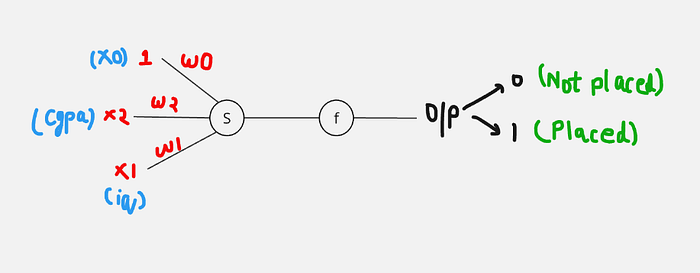 (x0) 1 w0
(cgpa) x2 w2
x1 w1
(iq)
S
f
O/P
0 (Not placed)
1 (Placed)